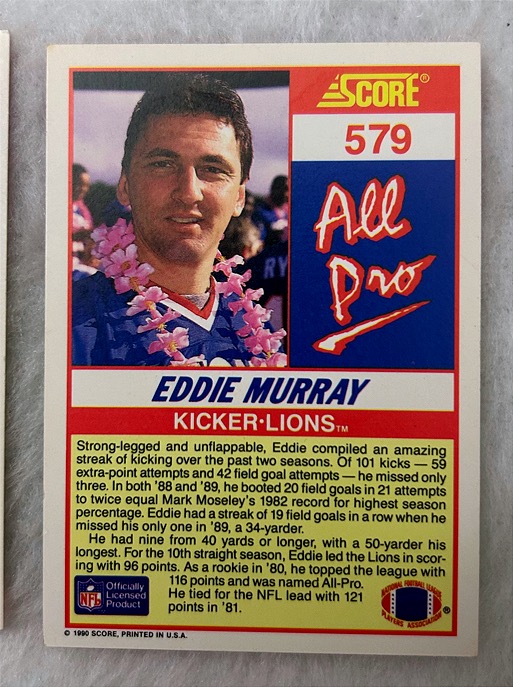 SCORE®
579
All
Pro
RY
EDDIE MURRAY
KICKER•LIONS™
Strong-legged and unflappable, Eddie compiled an amazing
streak of kicking over the past two seasons. Of 101 kicks — 59
extra-point attempts and 42 field goal attempts — he missed only
three. In both '88 and '89, he booted 20 field goals in 21 attempts
to twice equal Mark Moseley's 1982 record for highest season
percentage. Eddie had a streak of 19 field goals in a row when he
missed his only one in '89, a 34-yarder.
He had nine from 40 yards or longer, with a 50-yarder his
longest. For the 10th straight season, Eddie led the Lions in scor-
ing with 96 points. As a rookie in '80, he topped the league with
116 points and was named All-Pro.
He tied for the NFL lead with 121
points in '81.
NFL
Officially
Licensed
Product
NATIONAL FOOTBALL LEAGUE
PLAYERS ASSOCIATION
®
© 1990 SCORE, PRINTED IN U.S.A.